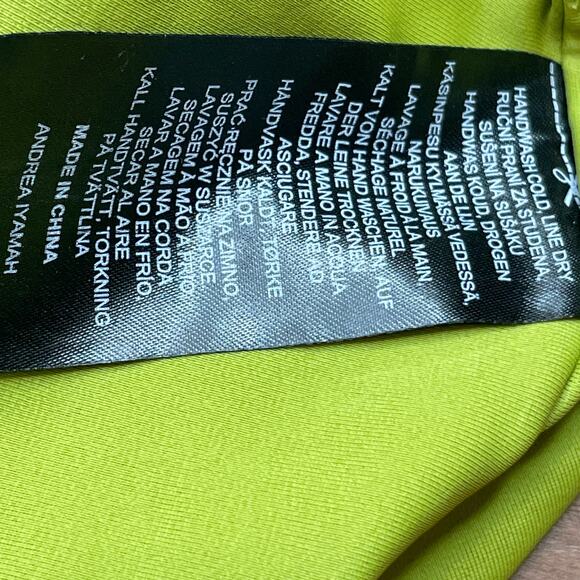 HANDWASH COLD, LINE DRY
RUČNÍ PRANÍ ZA STUDENA,
SUŠENÍ NA SUŠÁKU
HANDWAS KOUD, DROGEN
AAN DE LIJN
KÄSINPESU KYLMÄSSÄ VEDESSÄ,
NARUKUIVAUS
LAVAGE À FROID À LA MAIN
SÉCHAGE NATUREL
KALT VON HAND WASCHEN, AUF
DER LEINE TROCKNEN
LAVARE A MANO IN ACQUA
FREDDA, STENDERE AD
ASCIUGARE
HANDVASK KALDT, TØRKE
PÅ SNOR
PRAĆ RĘCZNIE NA ZIMNO,
SUSZYĆ W SUSZARCE
LAVAGEM A MÃO A FRIO,
SECAGEM NA CORDA
LAVAR A MANO EN FRÍO,
SECAR AL AIRE
KALL HANDTVÄTT, TORKNING
PÅ TVÄTTLINA
MADE IN CHINA
ANDREA IYAMAH